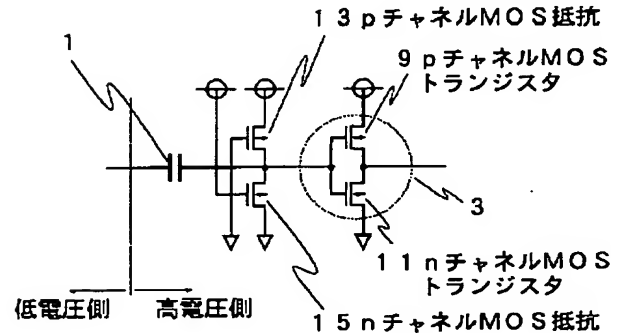 13pチャネルMOS抵抗
1
9pチャネルMOS
トランジスタ
3
11nチャネルMOS
トランジスタ
低電圧側
高電圧側
15nチャネルMOS抵抗